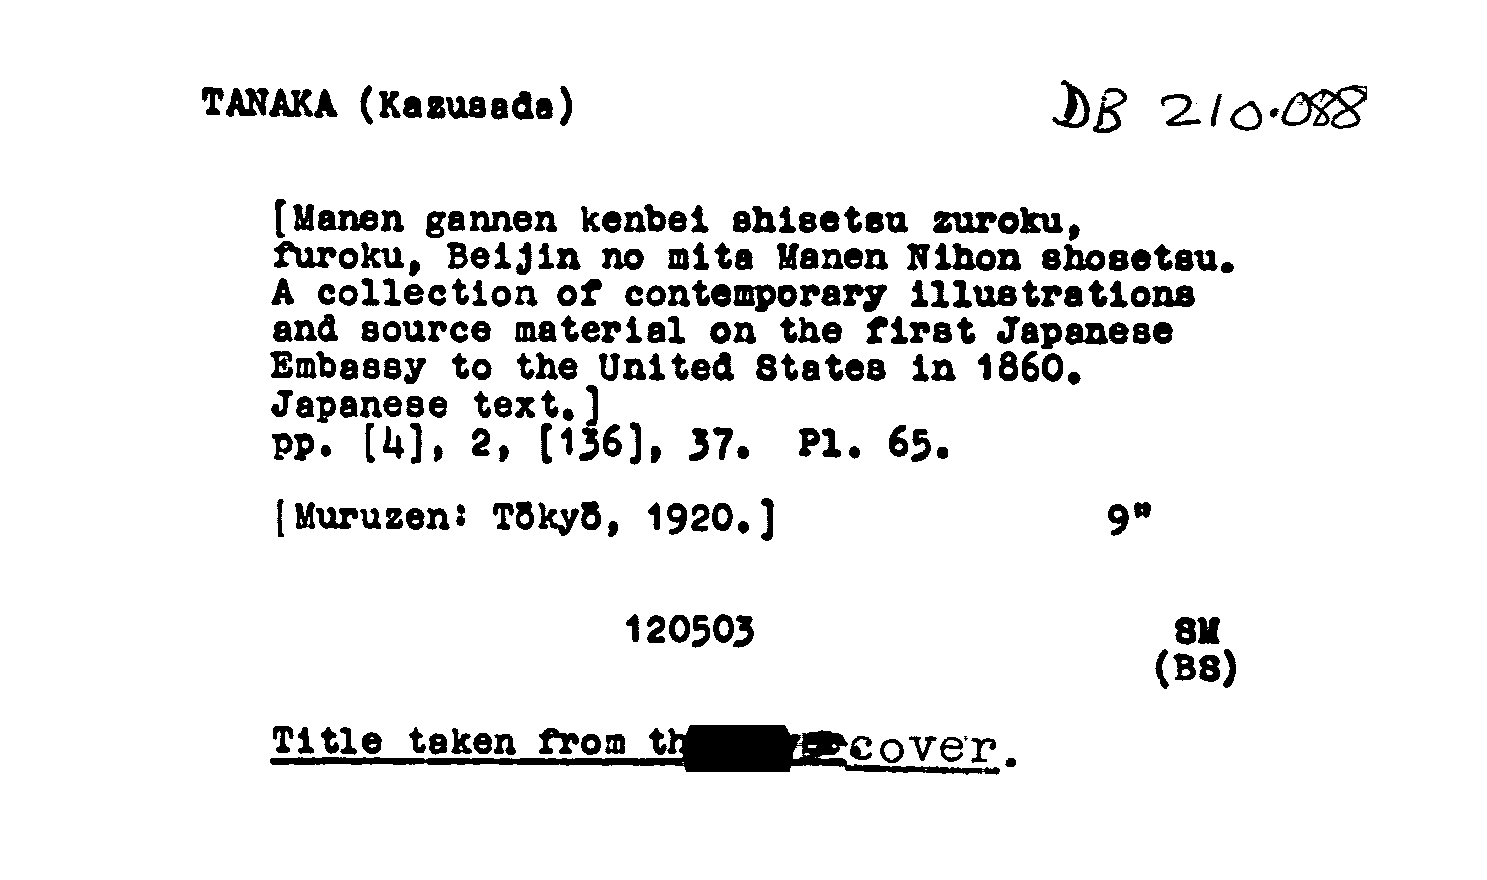 TANAKA (Kazusada) DB 210.088
[Manen gannen kenbei shisetsu zuroku,
furoku, Beijin no mita Manen Nihon shosetsu.
A collection of contemporary illustrations
and source material on the first Japanese
Embassy to the United States in 1860.
Japanese text.]
pp. [4], 2, [136], 37. Pl. 65.
[Muruzen: Tōkyō, 1920.] 9"
120503 SM
(BS)
Title taken from cover.